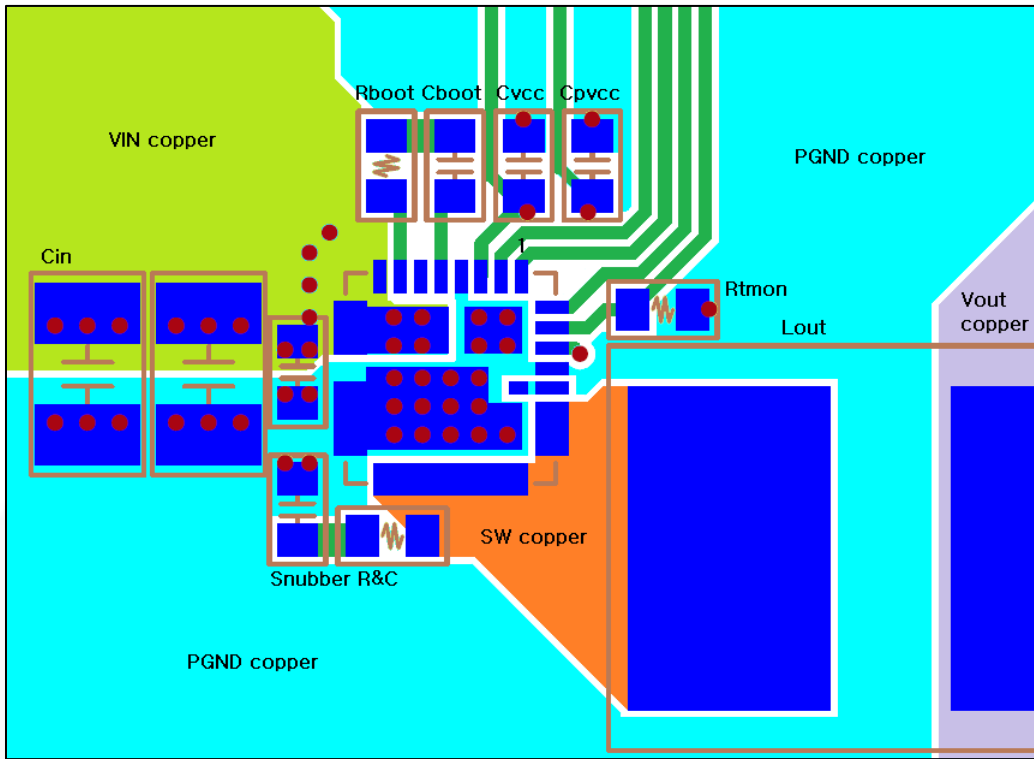 Rboot Cboot Cvcc Cpvcc
VIN copper
PGND copper
1
Cin
Rtmon
Vout
copper
Lout
SW copper
Snubber R&C
PGND copper